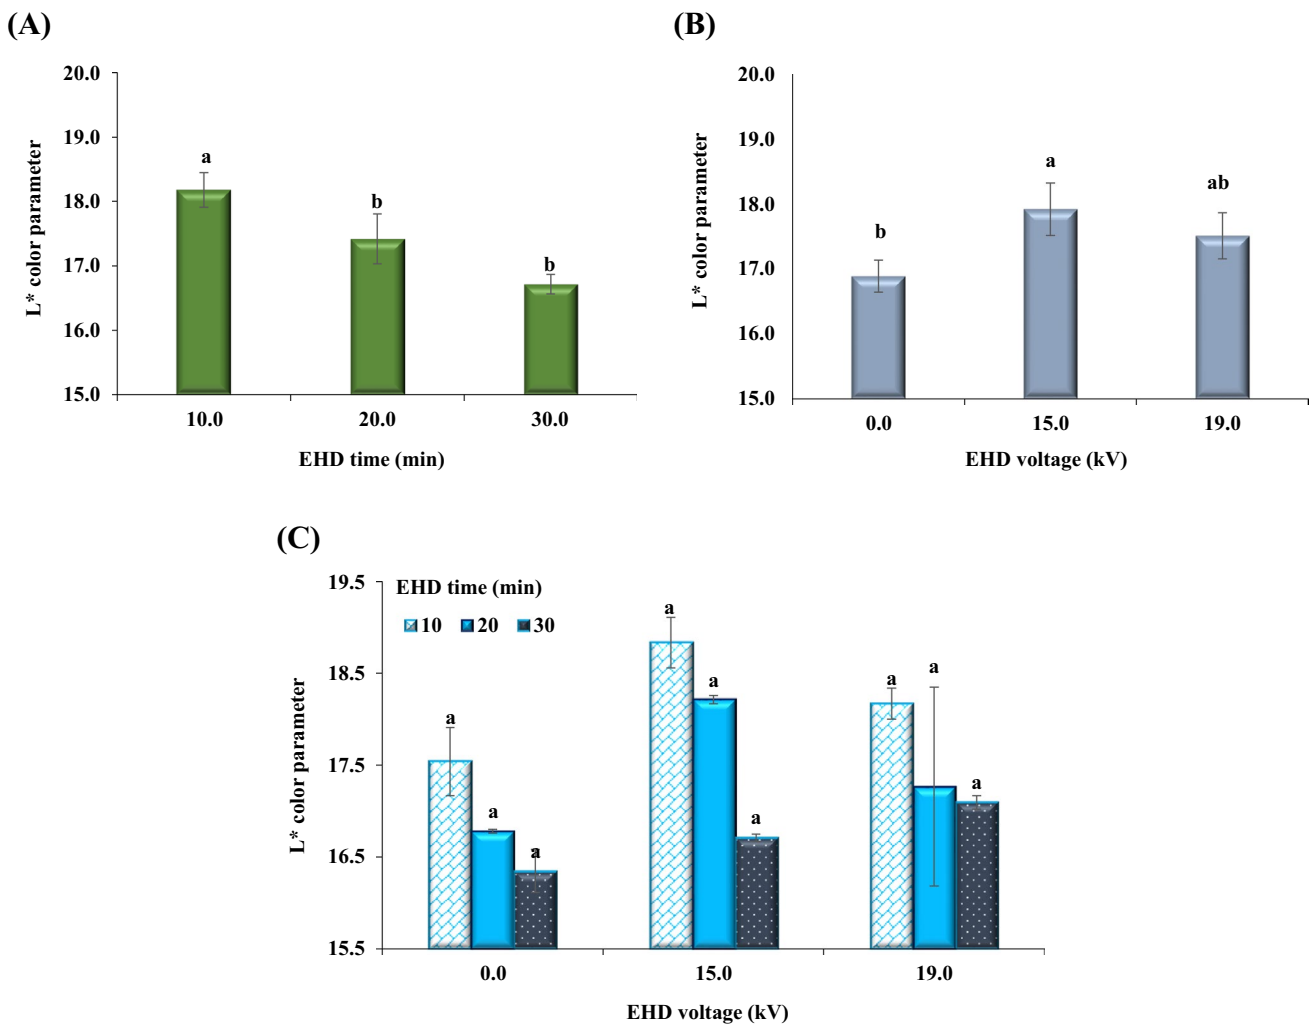 (A)
L* color parameter
20.0
19.0
18.0
17.0
16.0
15.0
a
b
b
10.0 20.0 30.0
EHD time (min)
(B)
L* color parameter
20.0
19.0
18.0
17.0
16.0
15.0
b
a
ab
0.0 15.0 19.0
EHD voltage (kV)
(C)
L* color parameter
19.5
18.5
17.5
16.5
15.5
EHD time (min)
10 20 30
a
a
a
a
a
a
a
a
a
0.0 15.0 19.0
EHD voltage (kV)